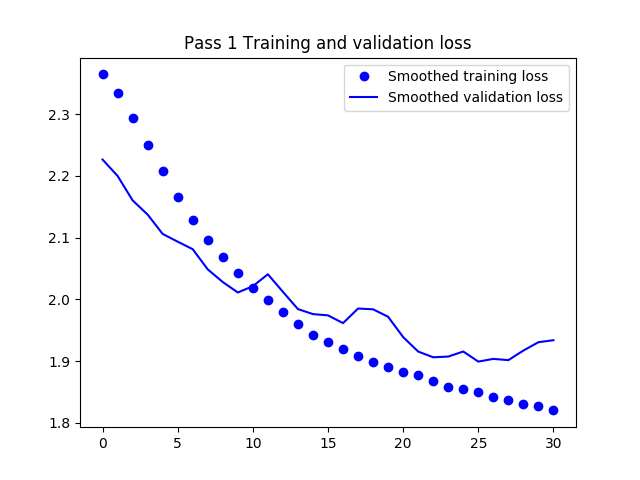 Pass 1 Training and validation loss
Smoothed training loss
Smoothed validation loss
2.3
2.2
2.1
2.0
1.9
1.8
0 5 10 15 20 25 30